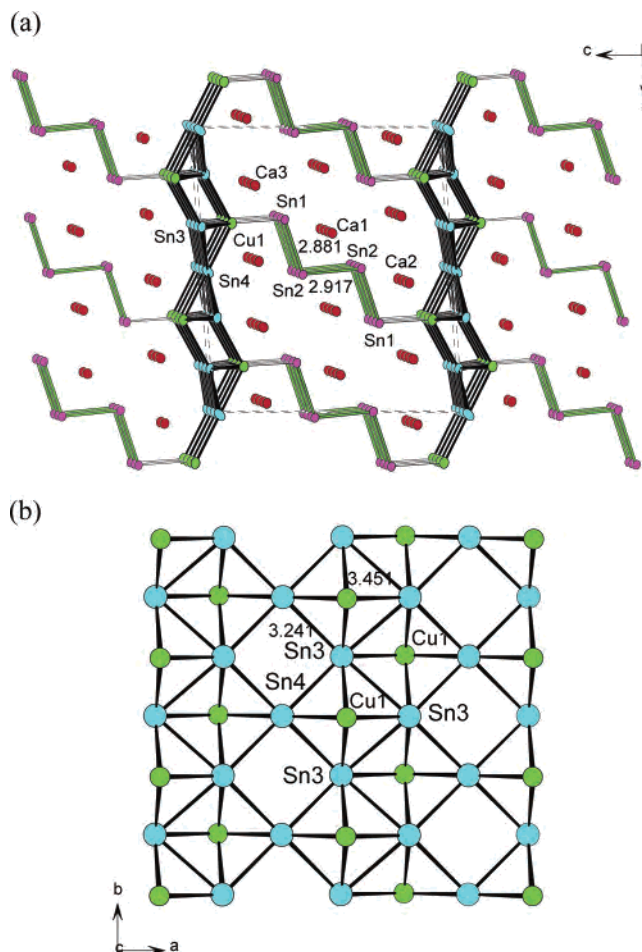 (a)
c
Ca3
Sn1
Sn3
Cu1
Ca1
2.881
Sn2
Sn4
Ca2
Sn2
2.917
Sn1
(b)
3.451
3.241
Sn3
Cu1
Sn4
Cu1
Sn3
Sn3
b
c
a